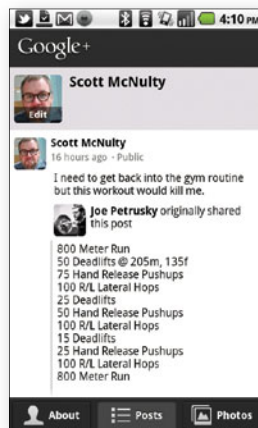 4:10 PM
Google+
Scott McNulty
Edit
Scott McNulty
16 hours ago - Public
I need to get back into the gym routine
but this workout would kill me.
Joe Petrusky originally shared
this post
800 Meter Run
50 Deadlifts @ 205m, 135f
75 Hand Release Pushups
100 R/L Lateral Hops
25 Deadlifts
50 Hand Release Pushups
100 R/L Lateral Hops
15 Deadlifts
25 Hand Release Pushups
100 R/L Lateral Hops
800 Meter Run
About
Posts
Photos